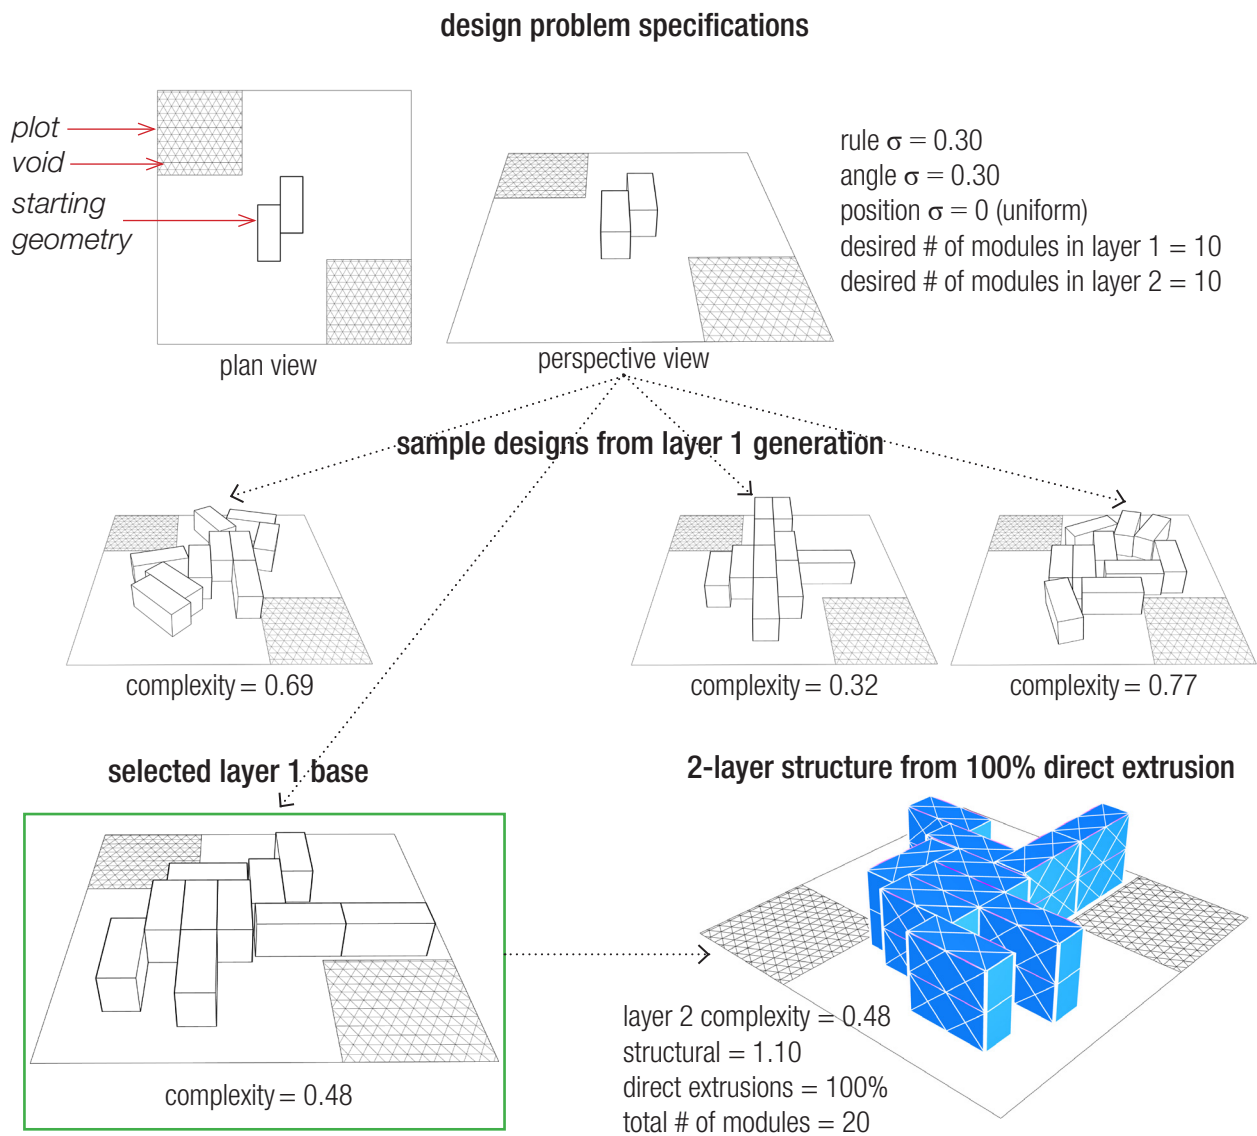 design problem specifications
plot
void
starting
geometry
plan view
perspective view
rule σ = 0.30
angle σ = 0.30
position σ = 0 (uniform)
desired # of modules in layer 1 = 10
desired # of modules in layer 2 = 10
sample designs from layer 1 generation
complexity = 0.69
complexity = 0.32
complexity = 0.77
selected layer 1 base
complexity = 0.48
2-layer structure from 100% direct extrusion
layer 2 complexity = 0.48
structural = 1.10
direct extrusions = 100%
total # of modules = 20